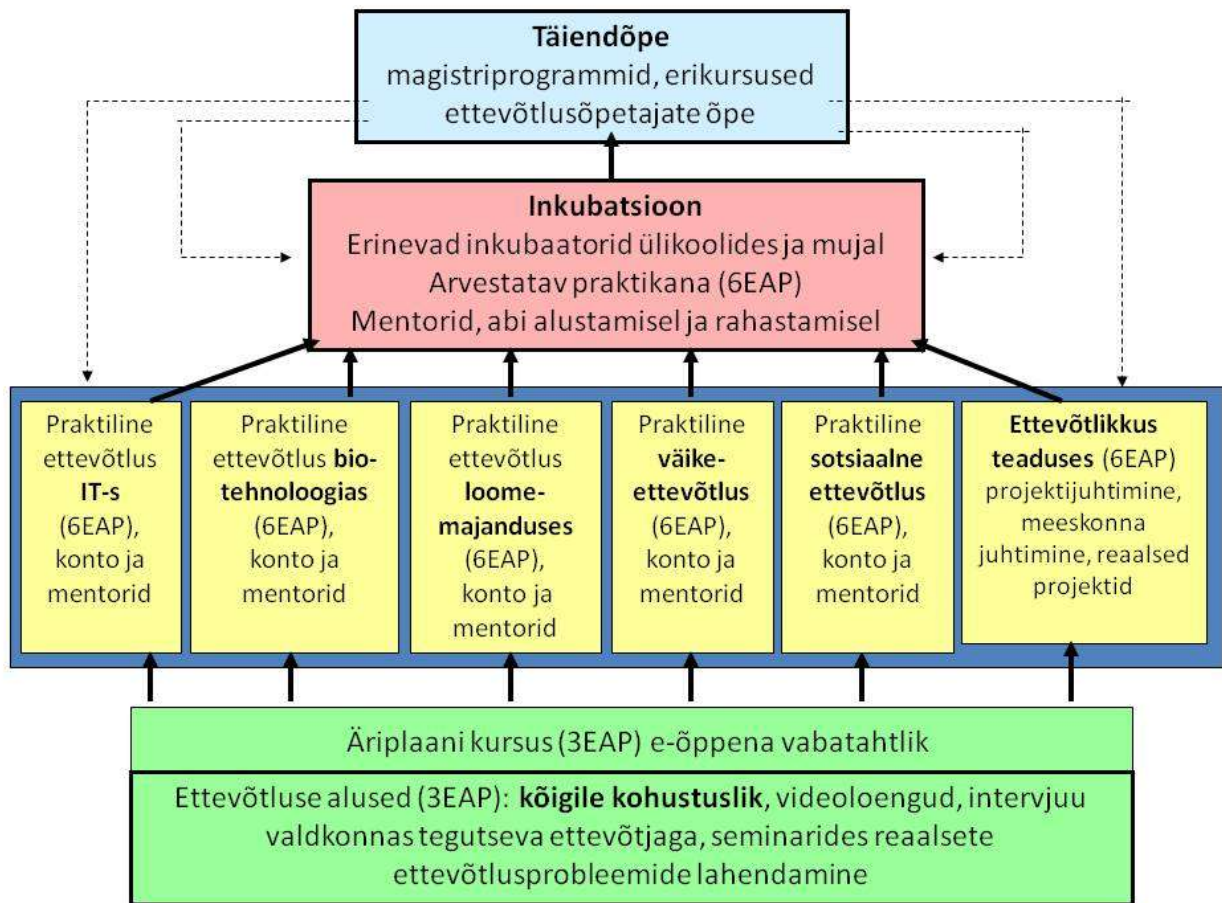 Täiendõpe
magistriprogrammid, erikursused
ettevõtlusõpetajate õpe
Inkubatsioon
Erinevad inkubaatorid ülikoolides ja mujal
Arvestatav praktikana (6EAP)
Mentorid, abi alustamisel ja rahastamisel
Praktiline
ettevõtlus
IT-s
(6EAP),
konto ja
mentorid
Praktiline
ettevõtlus bio-
tehnoloogias
(6EAP),
konto ja
mentorid
Praktiline
ettevõtlus
loome-
majanduses
(6EAP),
konto ja
mentorid
Praktiline
väike-
ettevõtlus
(6EAP),
konto ja
mentorid
Praktiline
sotsiaalne
ettevõtlus
(6EAP),
konto ja
mentorid
Ettevõtlikkus
teaduses (6EAP)
projektijuhtimine,
meeskonna
juhtimine, reaalsed
projektid
Äriplaani kursus (3EAP) e-õppena vabatahtlik
Ettevõtluse alused (3EAP): kõigile kohustuslik, videoloengud, intervjuu
valdkonnas tegutseva ettevõtjaga, seminarides reaalsete
ettevõtlusprobleemide lahendamine